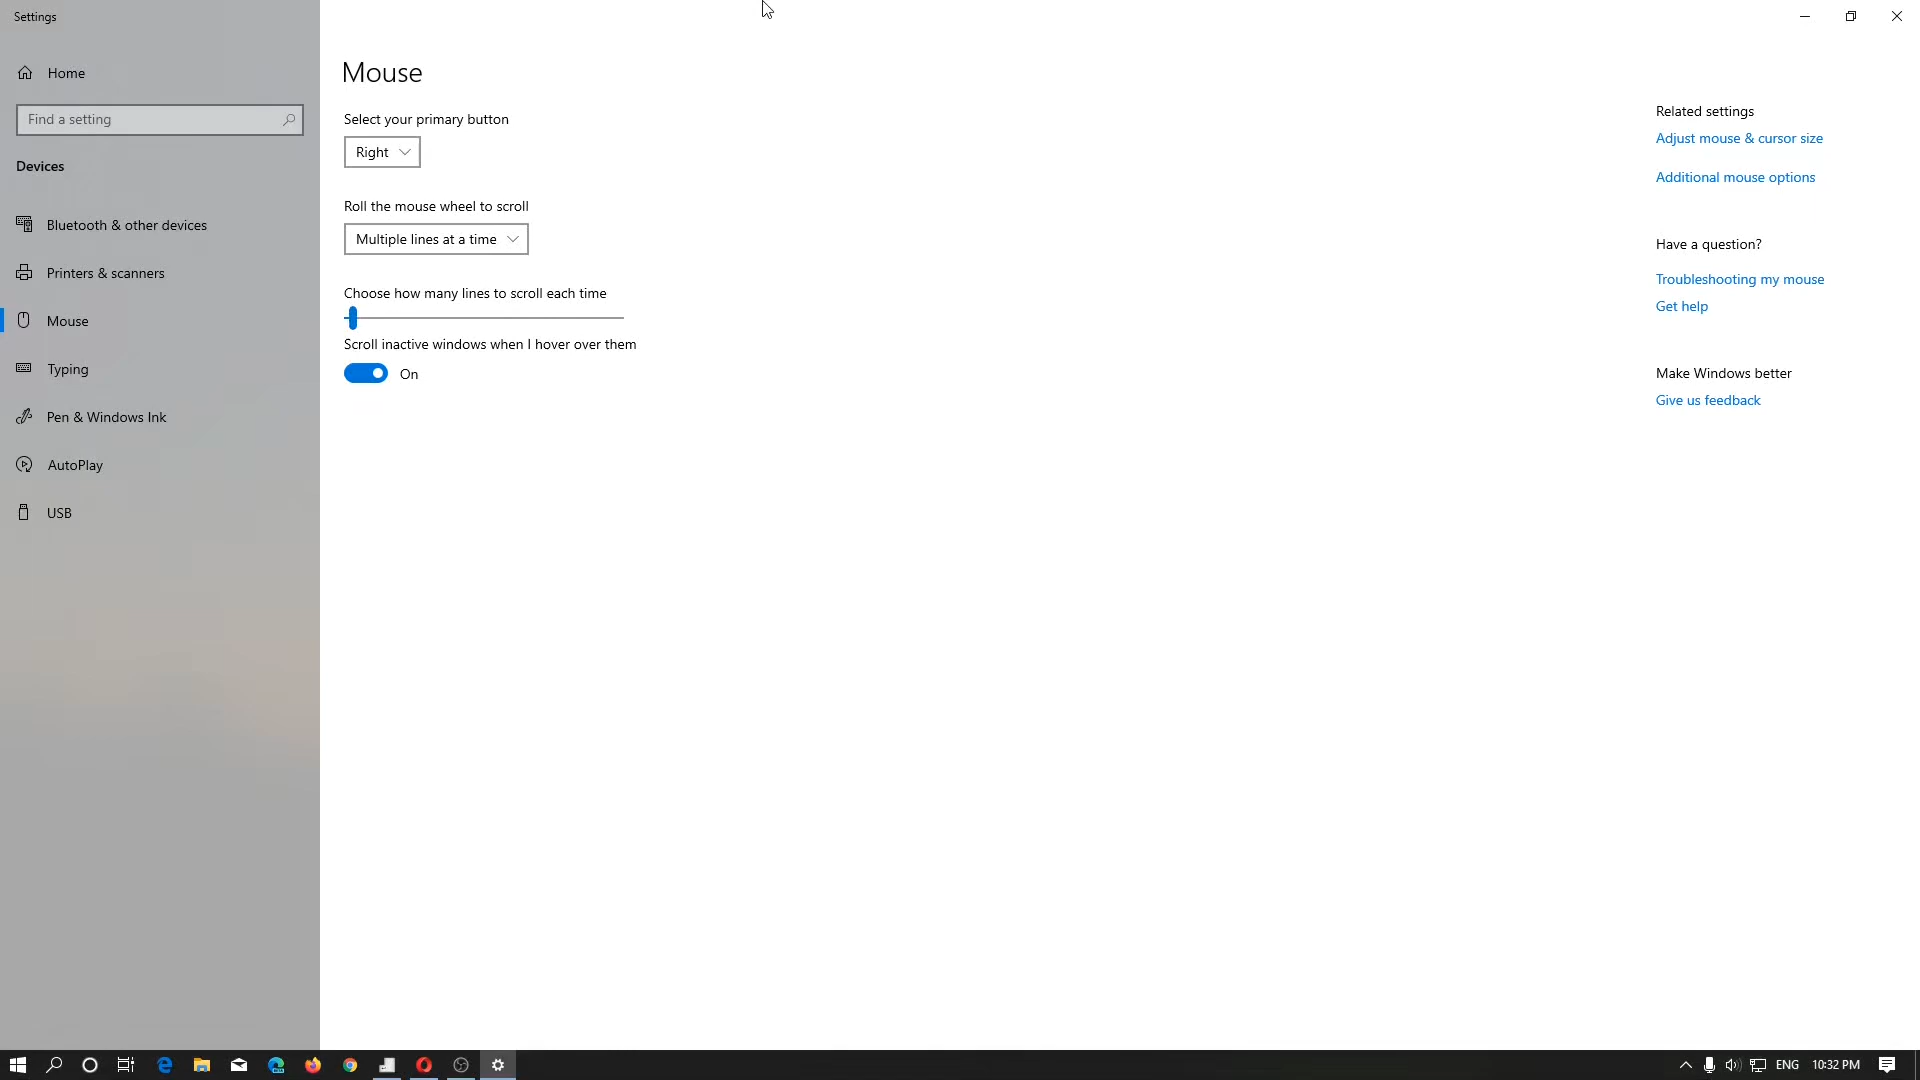 Settings
Home
Find a setting
Devices
Bluetooth & other devices
Printers & scanners
Mouse
Typing
Pen & Windows Ink
AutoPlay
USB
Mouse
Select your primary button
Right
Roll the mouse wheel to scroll
Multiple lines at a time
Choose how many lines to scroll each time
Scroll inactive windows when I hover over them
On
Related settings
Adjust mouse & cursor size
Additional mouse options
Have a question?
Troubleshooting my mouse
Get help
Make Windows better
Give us feedback
ENG
10:32 PM